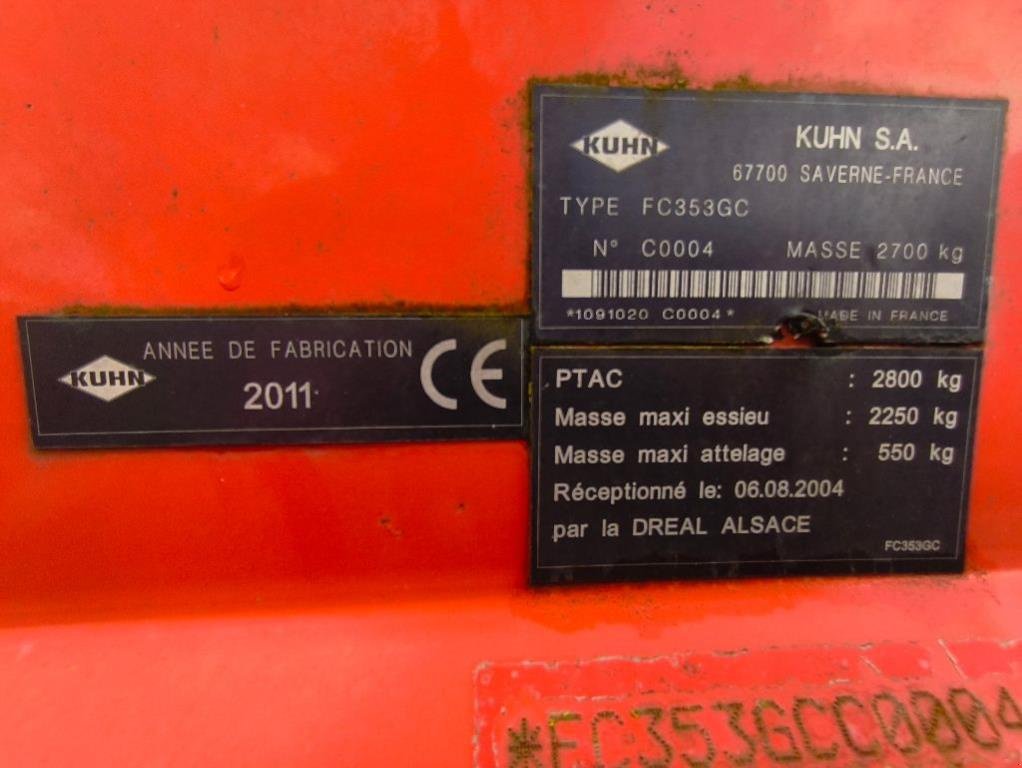 KUHN
KUHN S.A.
67700 SAVERNE-FRANCE
TYPE FC353GC
N° C0004 MASSE 2700 kg
*1091020 C0004*
MADE IN FRANCE
KUHN
ANNEE DE FABRICATION
2011
CE
PTAC : 2800 kg
Masse maxi essieu : 2250 kg
Masse maxi attelage : 550 kg
Réceptionné le: 06.08.2004
par la DREAL ALSACE
FC353GC
*FC353GCC0004